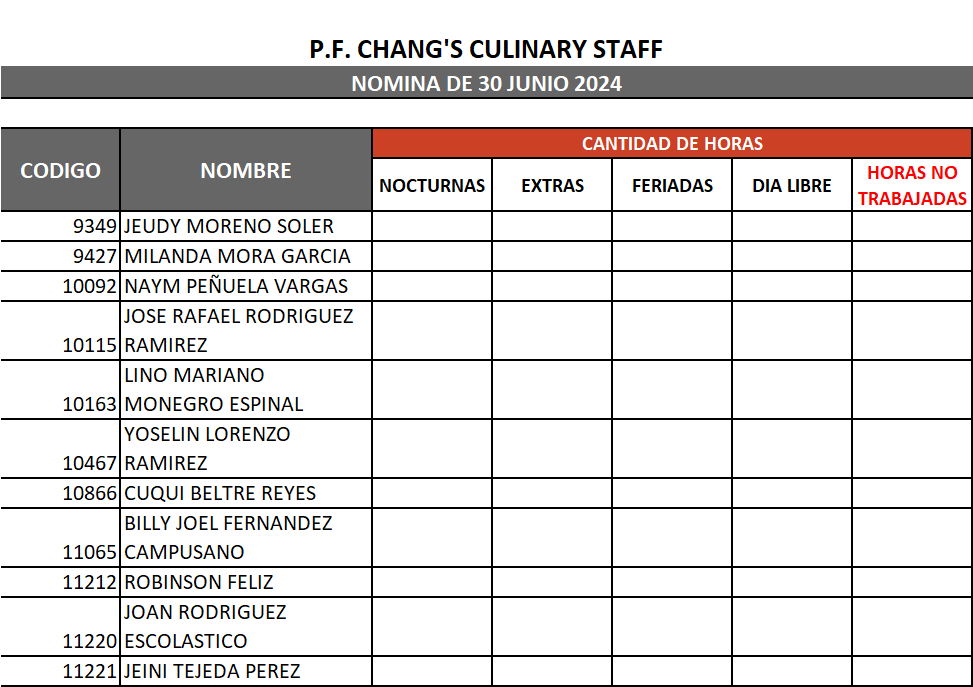 P.F. CHANG'S CULINARY STAFF
NOMINA DE 30 JUNIO 2024
CANTIDAD DE HORAS
CODIGO NOMBRE NOCTURNAS EXTRAS FERIADAS DIA LIBRE HORAS NO
TRABAJADAS
9349 JEUDY MORENO SOLER
9427 MILANDA MORA GARCIA
10092 NAYM PEÑUELA VARGAS
JOSE RAFAEL RODRIGUEZ
10115 RAMIREZ
LINO MARIANO
10163 MONEGRO ESPINAL
YOSELIN LORENZO
10467 RAMIREZ
10866 CUQUI BELTRE REYES
BILLY JOEL FERNANDEZ
11065 CAMPUSANO
11212 ROBINSON FELIZ
JOAN RODRIGUEZ
11220 ESCOLASTICO
11221 JEINI TEJEDA PEREZ